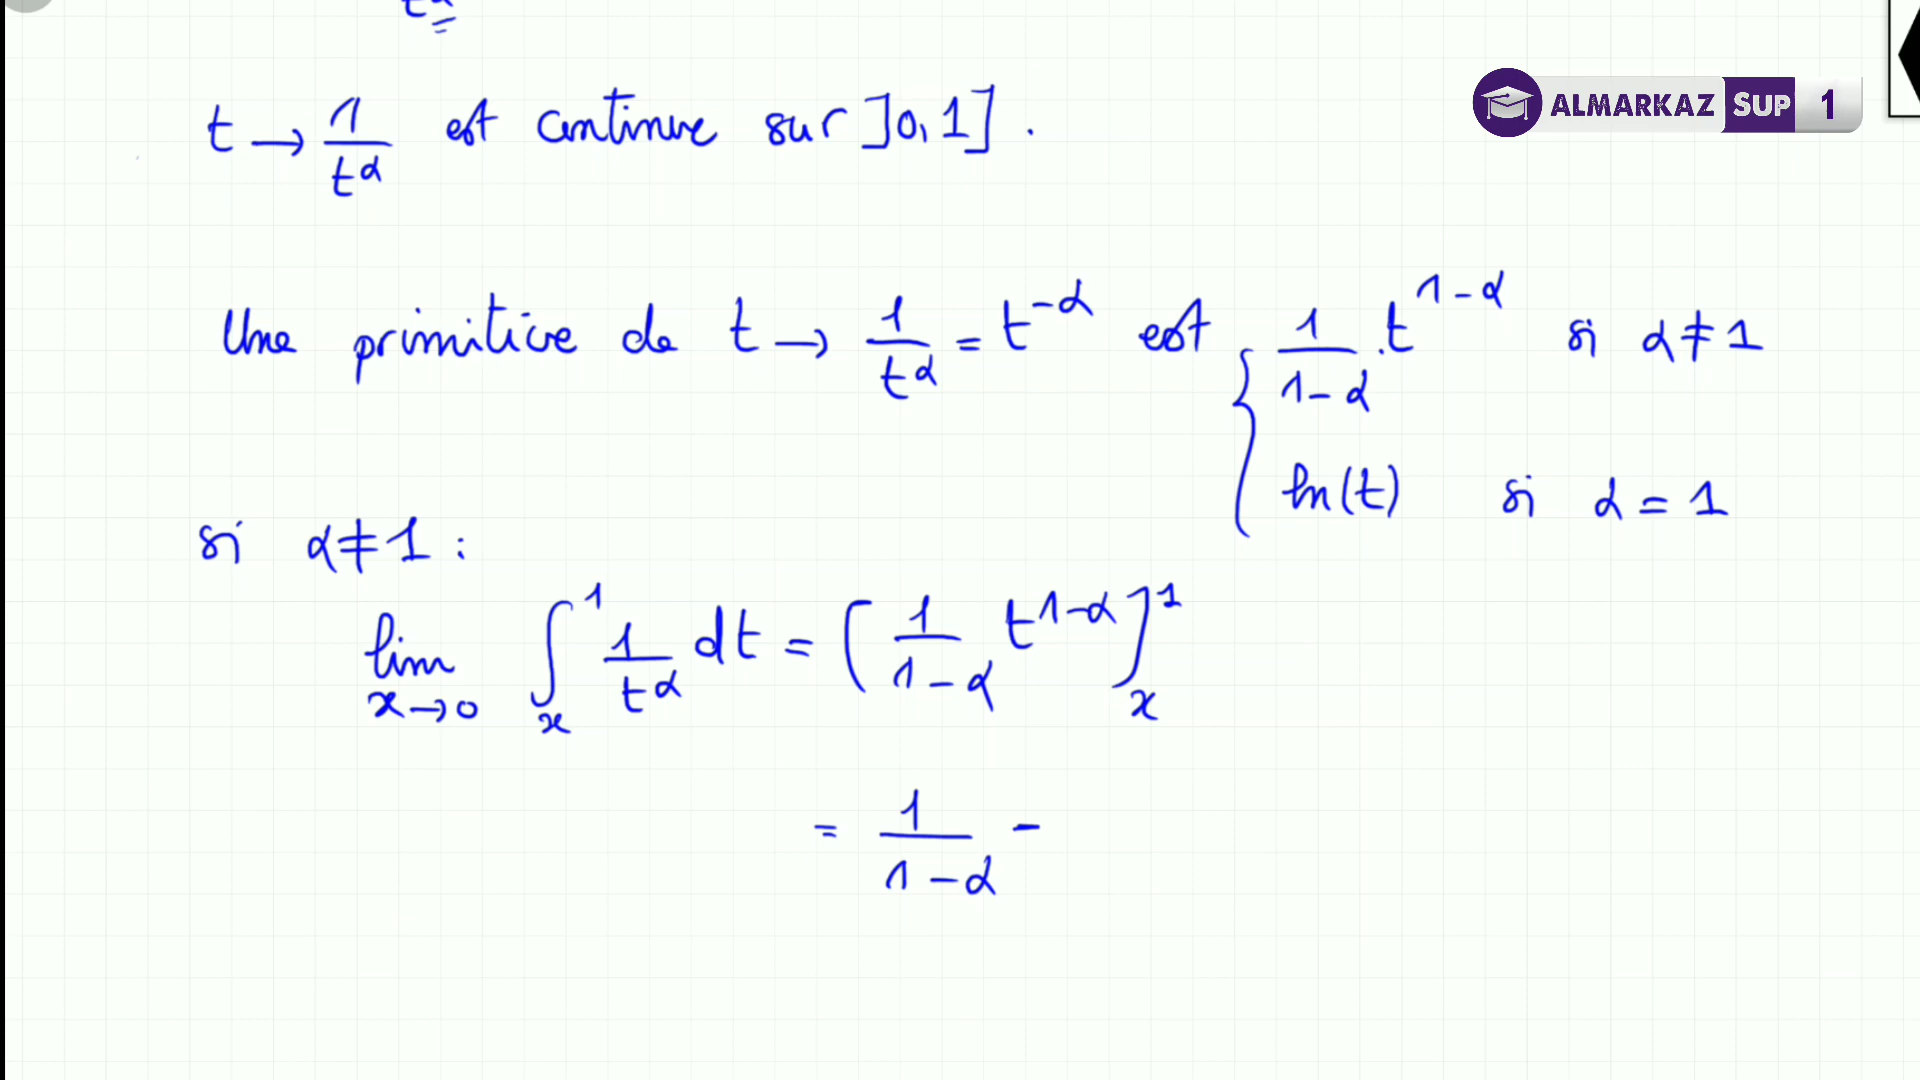 ALMARKAZ SUP 1
t → 1/t^α est continue sur ]0, 1] .
Une primitive de t → 1/t^α = t^-α est { 1/(1-α) . t^(1-α) si α ≠ 1
ln(t) si α = 1
si α ≠ 1 :
lim x→0 ∫_x^1 1/t^α dt = [ 1/(1-α) t^(1-α) ]_x^1
= 1/(1-α) -